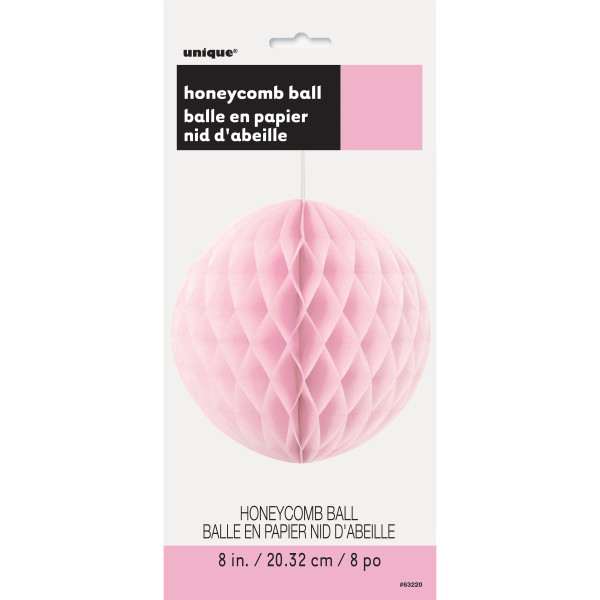 unique®
honeycomb ball
balle en papier
nid d'abeille
HONEYCOMB BALL
BALLE EN PAPIER NID D'ABEILLE
8 in. / 20.32 cm / 8 po
#63220